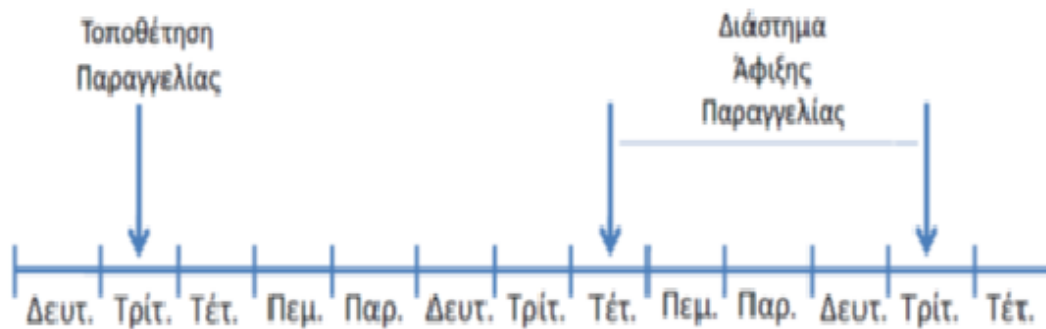 Τοποθέτηση
Παραγγελίας
Διάστημα
Άφιξης
Παραγγελίας
Δευτ. Τρίτ. Τέτ. Πεμ. Παρ. Δευτ. Τρίτ. Τέτ. Πεμ. Παρ. Δευτ. Τρίτ. Τέτ.